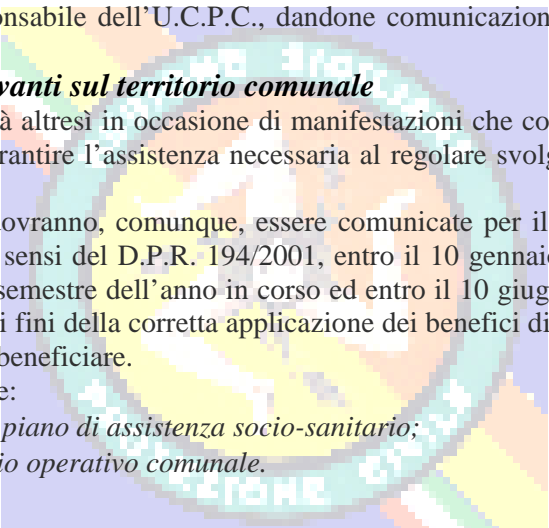 onsabile dell'U.C.P.C., dandone comunicazion
vanti sul territorio comunale
à altresì in occasione di manifestazioni che co
rantire l'assistenza necessaria al regolare svolg
ovranno, comunque, essere comunicate per il
sensi del D.P.R. 194/2001, entro il 10 gennaio
semestre dell'anno in corso ed entro il 10 giug
i fini della corretta applicazione dei benefici di
beneficiare.
e:
piano di assistenza socio-sanitario;
io operativo comunale.